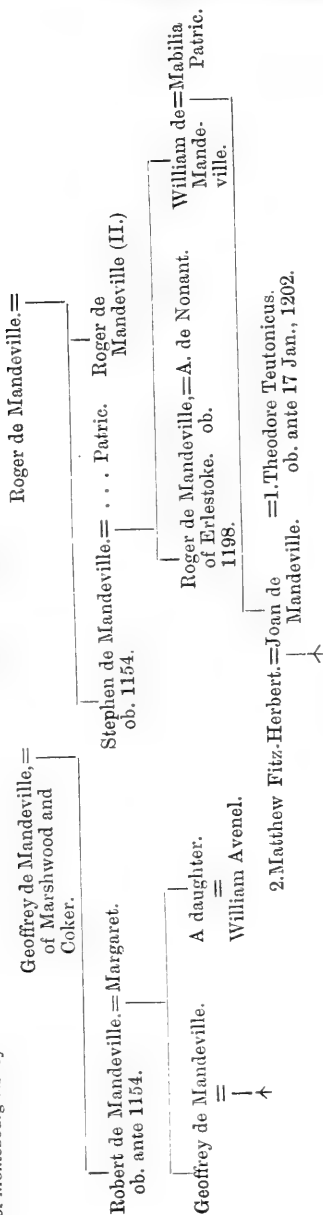 Roger de Mandeville.=
Geoffrey de Mandeville,=
of Marshwood and
Coker.
Stephen de Mandeville.= . . . Patric.
ob. 1154.
Roger de
Mandeville (II.)
Robert de Mandeville.=Margaret.
ob. ante 1154.
Roger de Mandeville,=A. de Nonant.
of Erlestoke. ob.
1198.
William de=Mabilia
Mande- Patric.
ville.
Geoffrey de Mandeville.
=
A daughter.
=
William Avenel.
2.Matthew Fitz-Herbert.=Joan de =1.Theodore Teutonicus.
Mandeville. ob. ante 17 Jan., 1202.